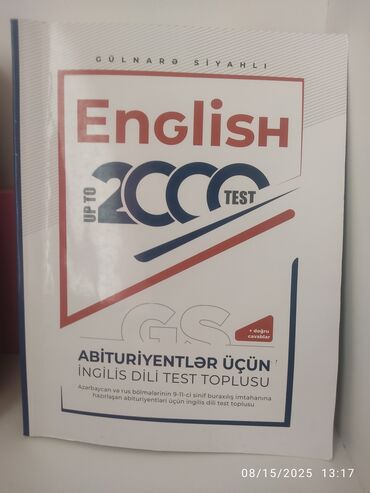 GÜLNARƏ SİYAHLI
English
UP TO 2000 TEST
GS
+ doğru
cavablar
ABİTURİYENTLƏR ÜÇÜN
İNGİLİS DİLİ TEST TOPLUSU
Azərbaycan və rus bölmələrinin 9-11-ci sinif buraxılış imtahanına
hazırlaşan abituriyentləri üçün ingilis dili test toplusu
08/15/2025 13:17